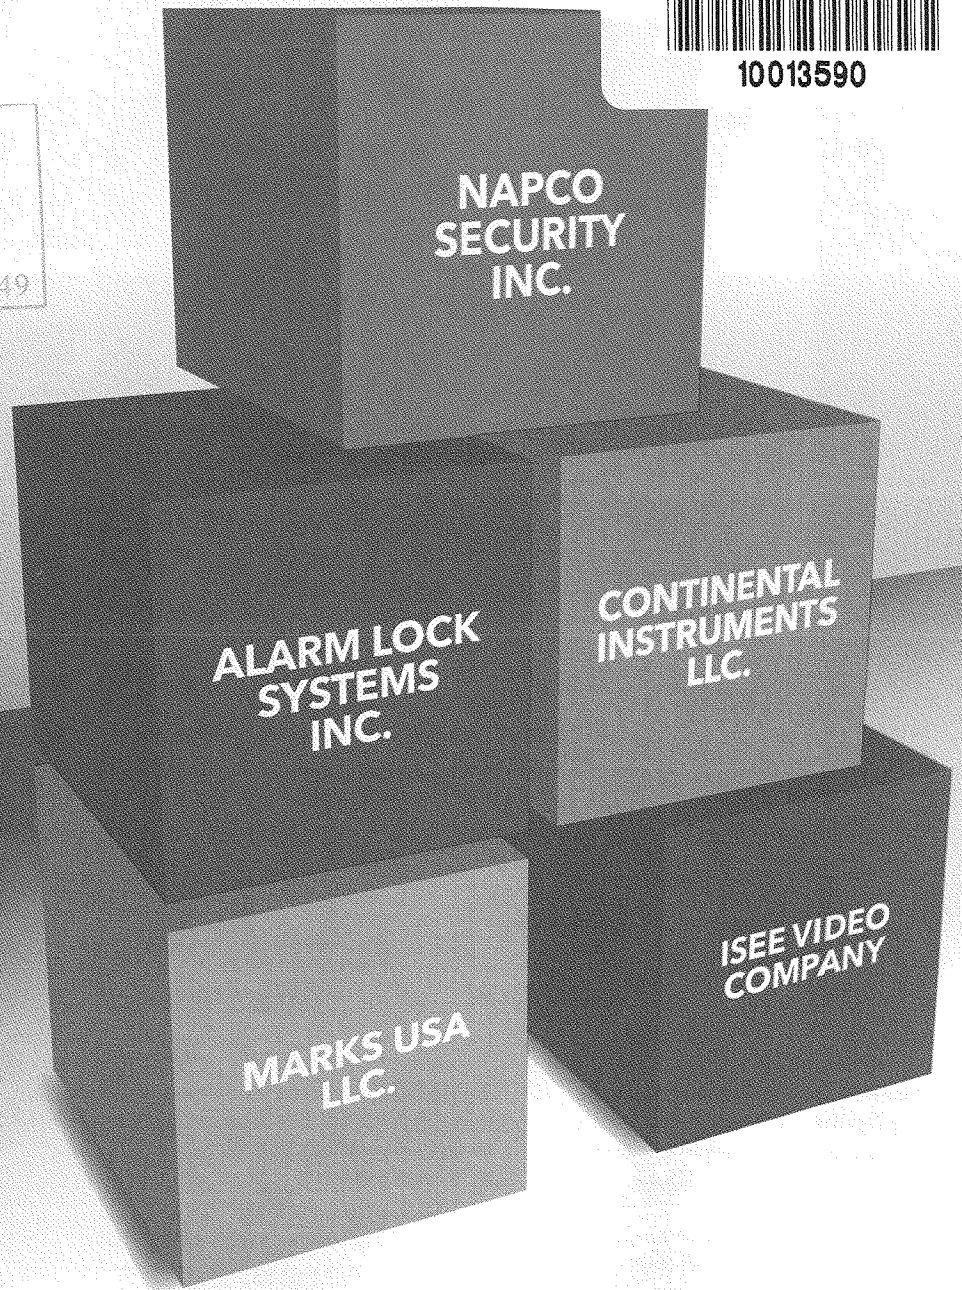 10013590
49
NAPCO
SECURITY
INC.
ALARM LOCK
SYSTEMS
INC.
CONTINENTAL
INSTRUMENTS
LLC.
ISEE VIDEO
COMPANY
MARKS USA
LLC.